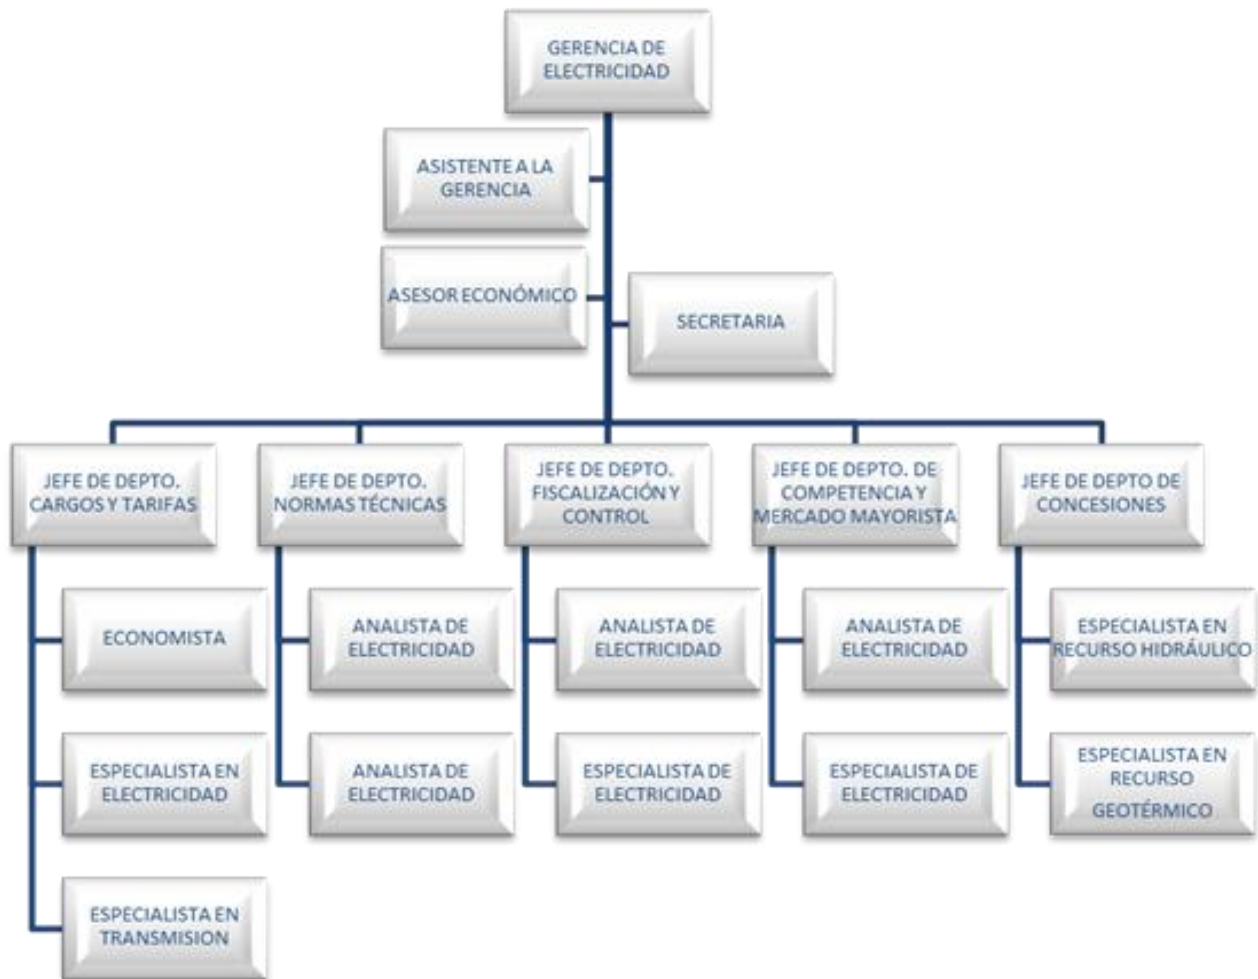 GERENCIA DE
ELECTRICIDAD
ASISTENTE A LA
GERENCIA
ASESOR ECONÓMICO
SECRETARIA
JEFE DE DEPTO.
CARGOS Y TARIFAS
JEFE DE DEPTO.
NORMAS TÉCNICAS
JEFE DE DEPTO.
FISCALIZACIÓN Y
CONTROL
JEFE DE DEPTO. DE
COMPETENCIA Y
MERCADO MAYORISTA
JEFE DE DEPTO DE
CONCESIONES
ECONOMISTA
ANALISTA DE
ELECTRICIDAD
ANALISTA DE
ELECTRICIDAD
ANALISTA DE
ELECTRICIDAD
ESPECIALISTA EN
RECURSO HIDRÁULICO
ESPECIALISTA EN
ELECTRICIDAD
ANALISTA DE
ELECTRICIDAD
ESPECIALISTA DE
ELECTRICIDAD
ESPECIALISTA DE
ELECTRICIDAD
ESPECIALISTA EN
RECURSO
GEOTÉRMICO
ESPECIALISTA EN
TRANSMISION